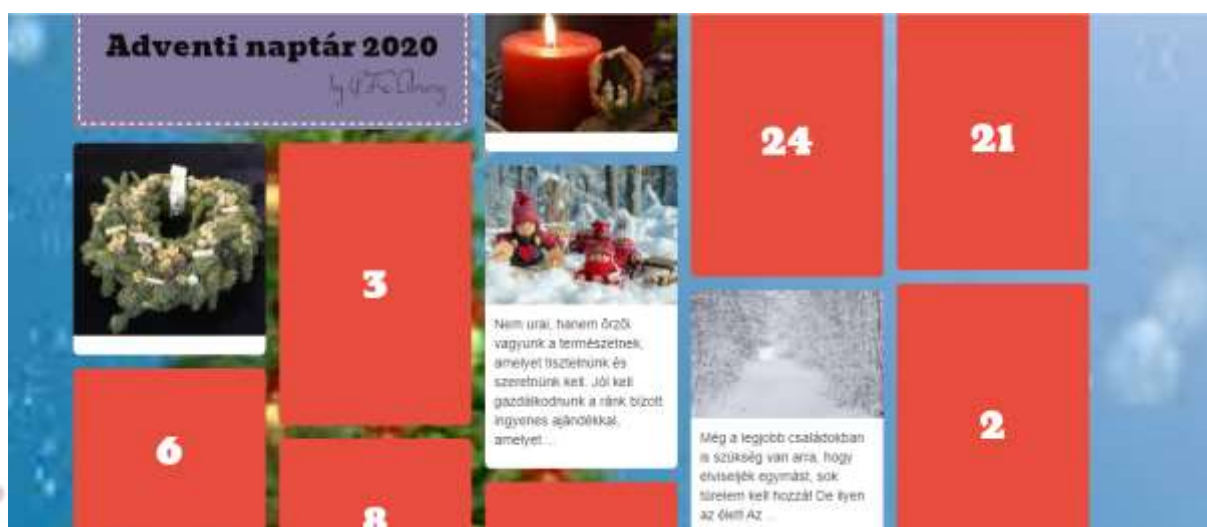 Adventi naptár 2020
by
24
21
3
Nem urai, hanem őrzői
vagyunk a természetnek,
amelyet tisztelnünk és
szeretnünk kell. Jól kell
gazdálkodnunk a ránk bízott
ingyenes ajándékkal,
amelyet...
6
8
Még a legjobb családokban
is szükség van arra, hogy
elviseljék egymást, sok
türelem kell hozzá! De ilyen
az élet! Az ...
2